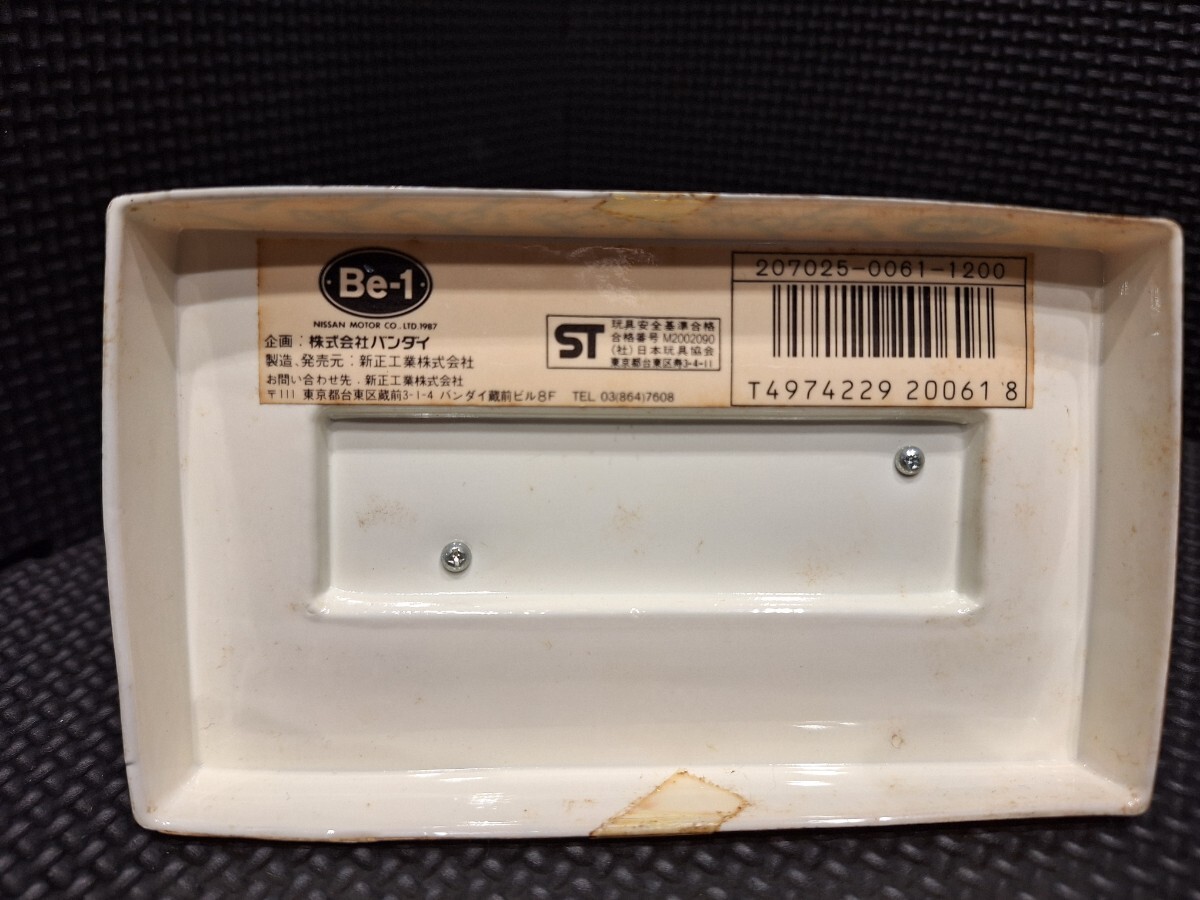 Be-1
NISSAN MOTOR CO., LTD. 1987
企画：株式会社バンダイ
製造、発売元：新正工業株式会社
お問い合わせ先：新正工業株式会社
〒111 東京都台東区蔵前3-1-4 バンダイ蔵前ビル8F TEL 03(864)7608
ST
玩具安全基準合格
合格番号 M2002090
(社)日本玩具協会
東京都台東区寿3-4-11
207025-0061-1200
T4974229 20061 8